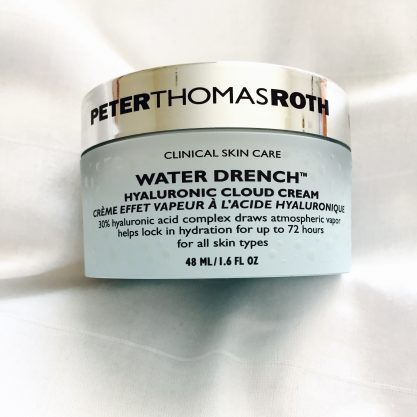 PETERTHOMASROTH
CLINICAL SKIN CARE
WATER DRENCH™
HYALURONIC CLOUD CREAM
CRÈME EFFET VAPEUR À L'ACIDE HYALURONIQUE
30% hyaluronic acid complex draws atmospheric vapor
helps lock in hydration for up to 72 hours
for all skin types
48 ML/1.6 FL OZ